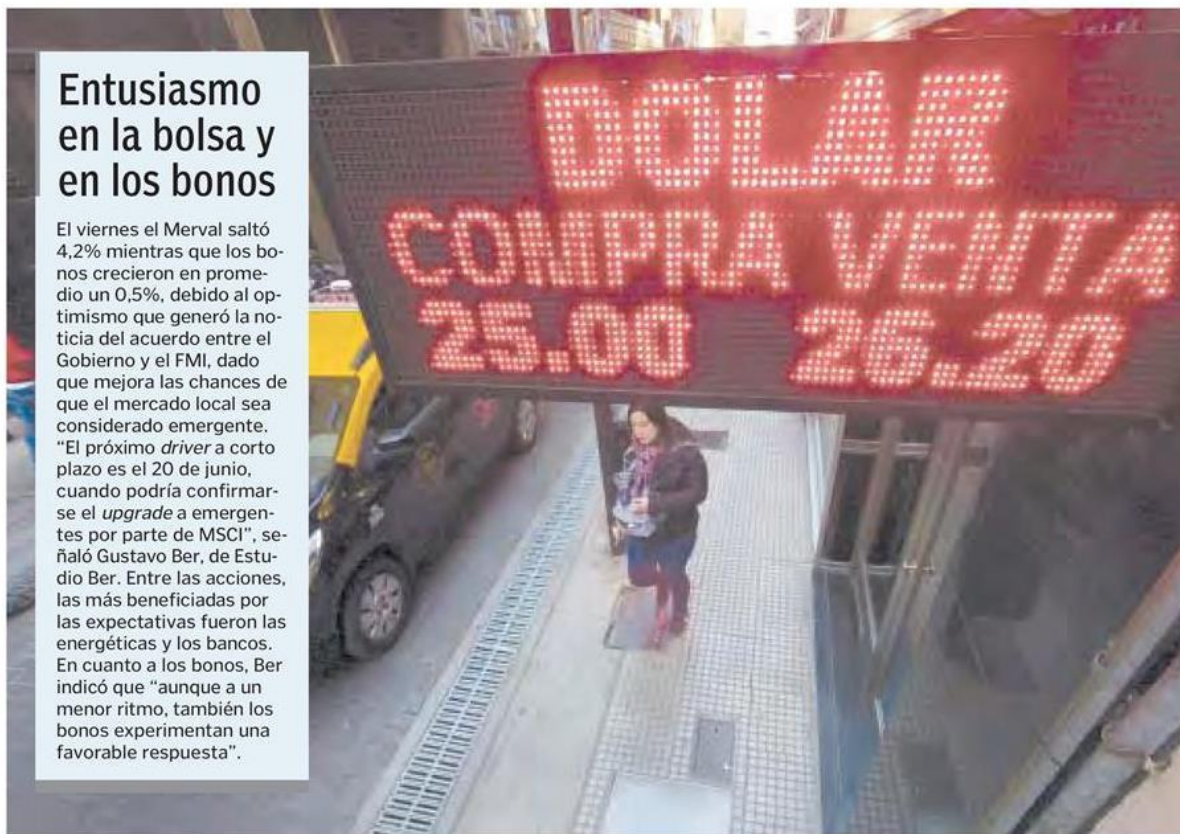 Entusiasmo
en la bolsa y
en los bonos
El viernes el Merval saltó
4,2% mientras que los bo-
nos crecieron en prome-
dio un 0,5%, debido al op-
timismo que generó la no-
ticia del acuerdo entre el
Gobierno y el FMI, dado
que mejora las chances de
que el mercado local sea
considerado emergente.
“El próximo driver a corto
plazo es el 20 de junio,
cuando podría confirmar-
se el upgrade a emergen-
tes por parte de MSCI”, se-
ñaló Gustavo Ber, de Estu-
dio Ber. Entre las acciones,
las más beneficiadas por
las expectativas fueron las
energéticas y los bancos.
En cuanto a los bonos, Ber
indicó que “aunque a un
menor ritmo, también los
bonos experimentan una
favorable respuesta”.
DOLAR
COMPRA VENTA
25.00 26.20